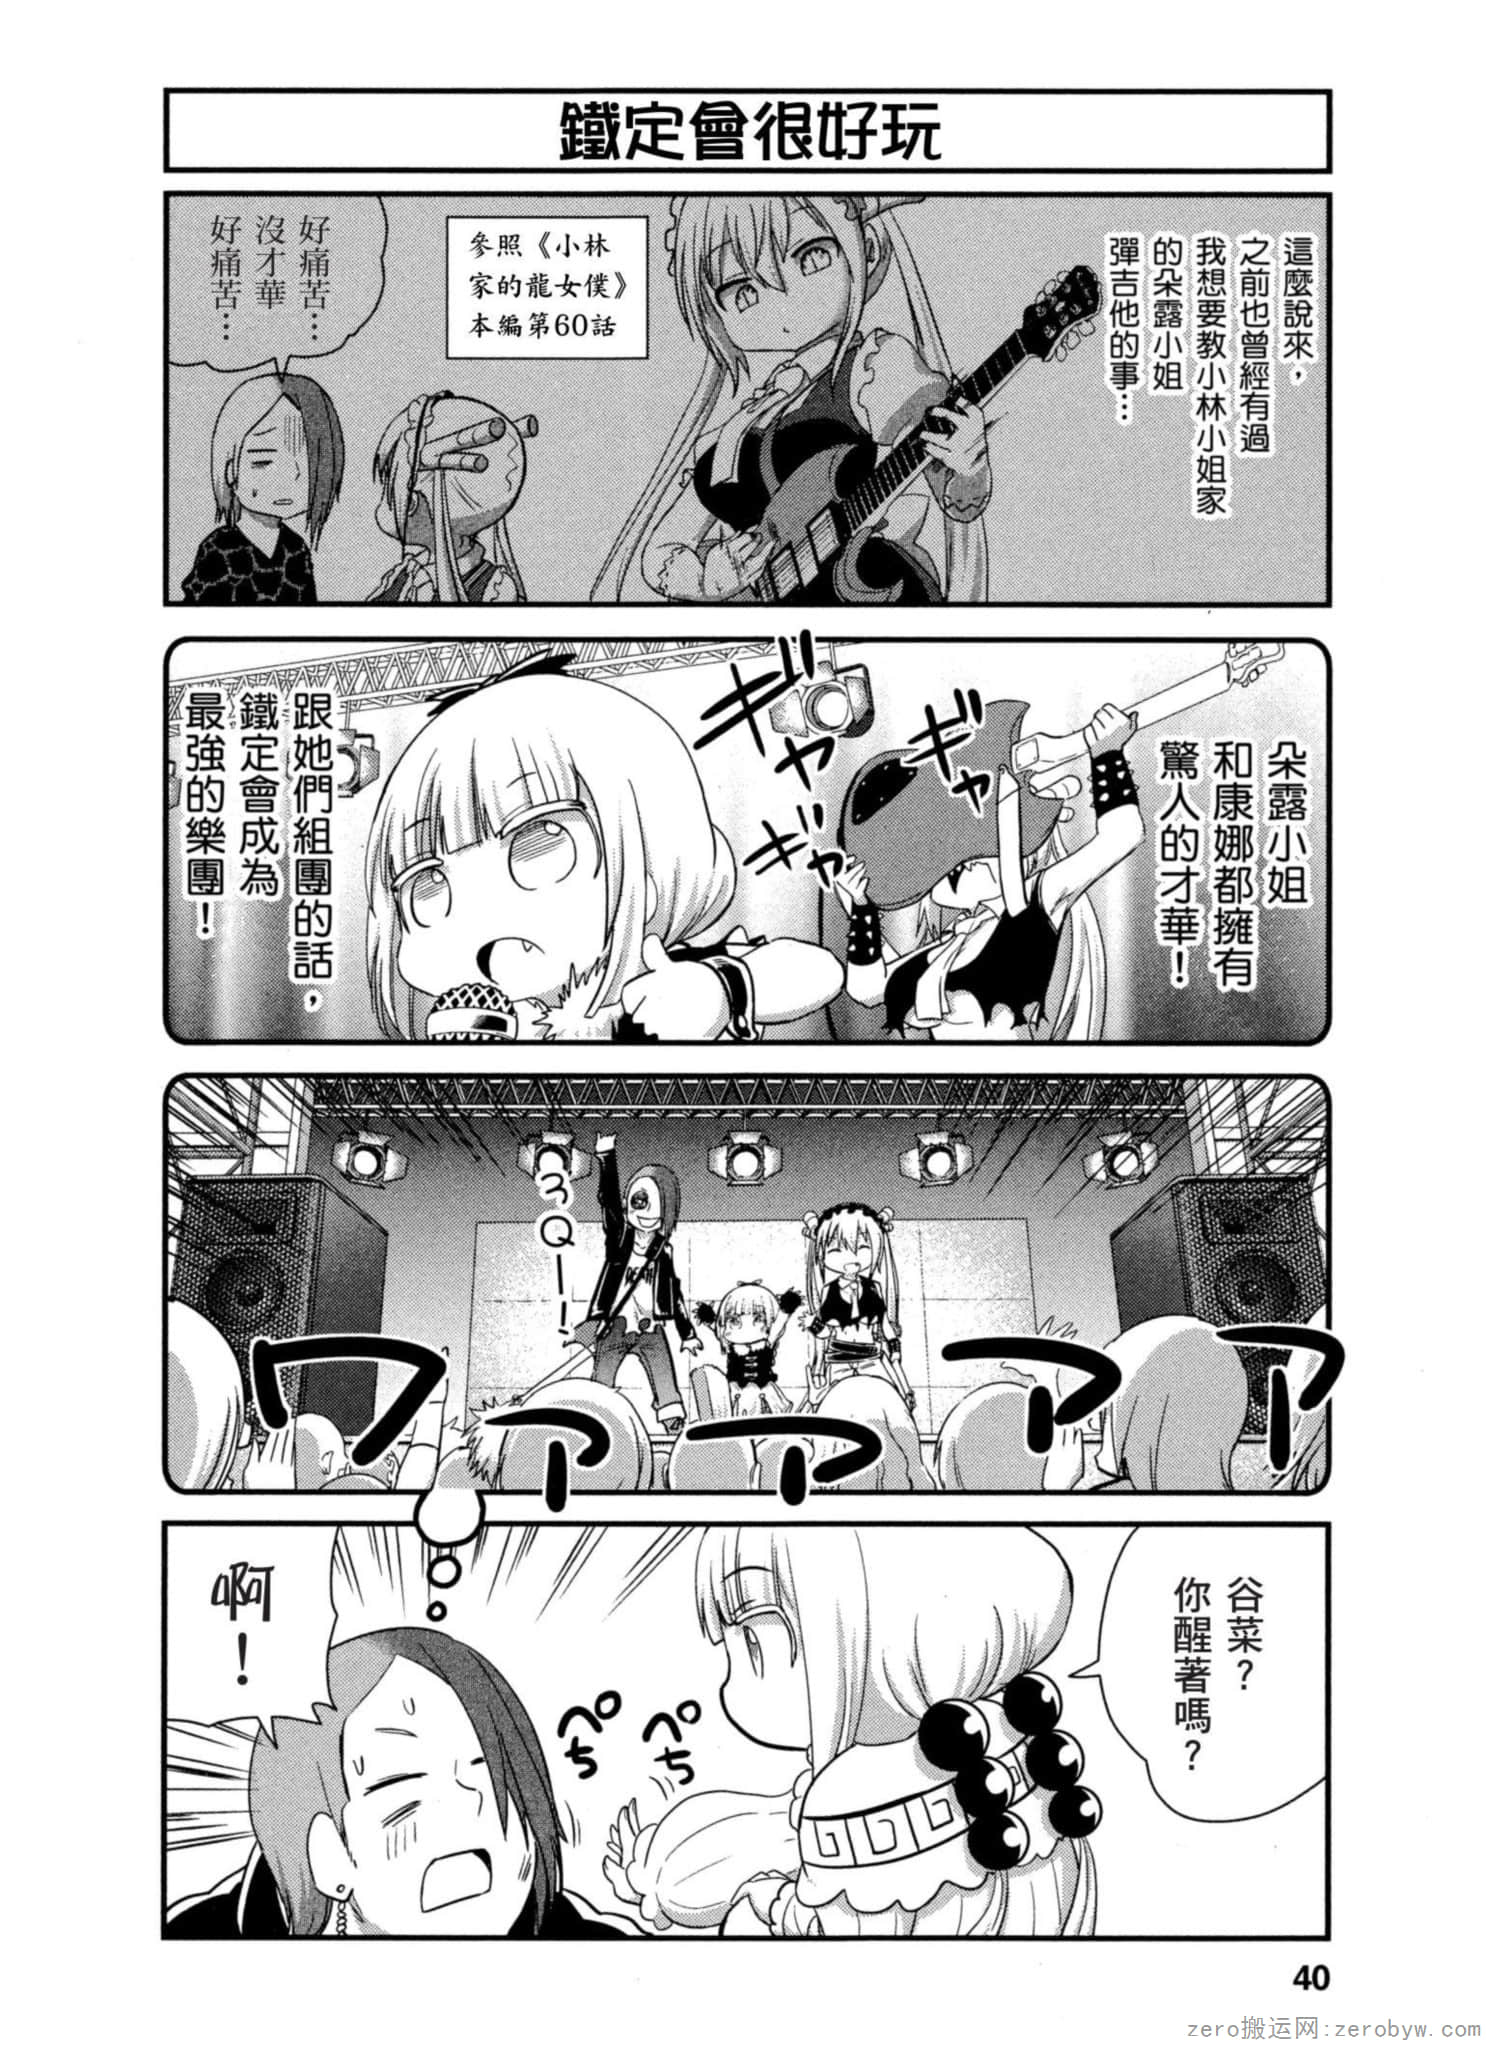 鐵定會很好玩
這麼說來，
之前也曾經有過
我想要教小林小姐家
的朵露小姐
彈吉他的事…
參照《小林
家的龍女僕》
本編第60話
好痛苦…
沒才華
好痛苦…
朵露小姐
和康娜都擁有
驚人的才華！
ギャ
ギャ
ギャ
跟她們組團的話，
鐵定會成為
最強的樂團！
3Q—！
DEATH
ワァァァァ
谷菜？
你醒著嗎？
ぺち
ぺち
啊！
40
zero搬运网:zerobyw.com